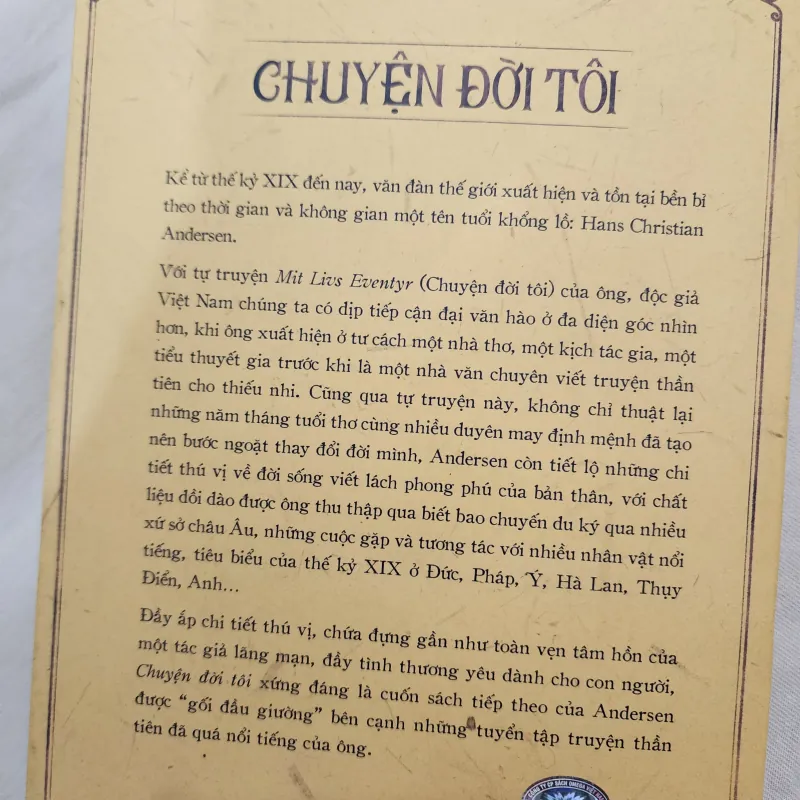 CHUYỆN ĐỜI TÔI
Kể từ thế kỷ XIX đến nay, văn đàn thế giới xuất hiện và tồn tại bền bỉ
theo thời gian và không gian một tên tuổi khổng lồ: Hans Christian
Andersen.
Với tự truyện Mit Livs Eventyr (Chuyện đời tôi) của ông, độc giả
Việt Nam chúng ta có dịp tiếp cận đại văn hào ở đa diện góc nhìn
hơn, khi ông xuất hiện ở tư cách một nhà thơ, một kịch tác gia, một
tiểu thuyết gia trước khi là một nhà văn chuyên viết truyện thần
tiên cho thiếu nhi. Cũng qua tự truyện này, không chỉ thuật lại
những năm tháng tuổi thơ cùng nhiều duyên may định mệnh đã tạo
nên bước ngoặt thay đổi đời mình, Andersen còn tiết lộ những chi
tiết thú vị về đời sống viết lách phong phú của bản thân, với chất
liệu dồi dào được ông thu thập qua biết bao chuyến du ký qua nhiều
xứ sở châu Âu, những cuộc gặp và tương tác với nhiều nhân vật nổi
tiếng, tiêu biểu của thế kỷ XIX ở Đức, Pháp, Ý, Hà Lan, Thụy
Điển, Anh...
Đầy ắp chi tiết thú vị, chứa đựng gần như toàn vẹn tâm hồn của
một tác giả lãng mạn, đầy tình thương yêu dành cho con người,
Chuyện đời tôi xứng đáng là cuốn sách tiếp theo của Andersen
được “gối đầu giường” bên cạnh những tuyển tập truyện thần
tiên đã quá nổi tiếng của ông.
CÔNG TY CP SÁCH OMEGA VIỆT NAM